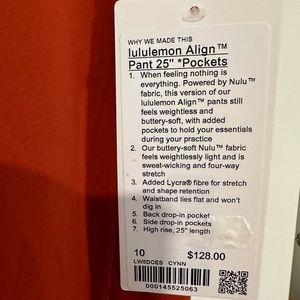 WHY WE MADE THIS
lululemon Align™
Pant 25" *Pockets
1. When feeling nothing is
everything. Powered by Nulu™
fabric, this version of our
lululemon Align™ pants still
feels weightless and
buttery-soft, with added
pockets to hold your essentials
during your practice
2. Our buttery-soft Nulu™ fabric
feels weightlessly light and is
sweat-wicking and four-way
stretch
3. Added Lycra® fibre for stretch
and shape retention
4. Waistband lies flat and won't
dig in
5. Back drop-in pocket
6. Side drop-in pockets
7. High rise, 25" length
10 $128.00
LW5DCES CYNN
000145525063